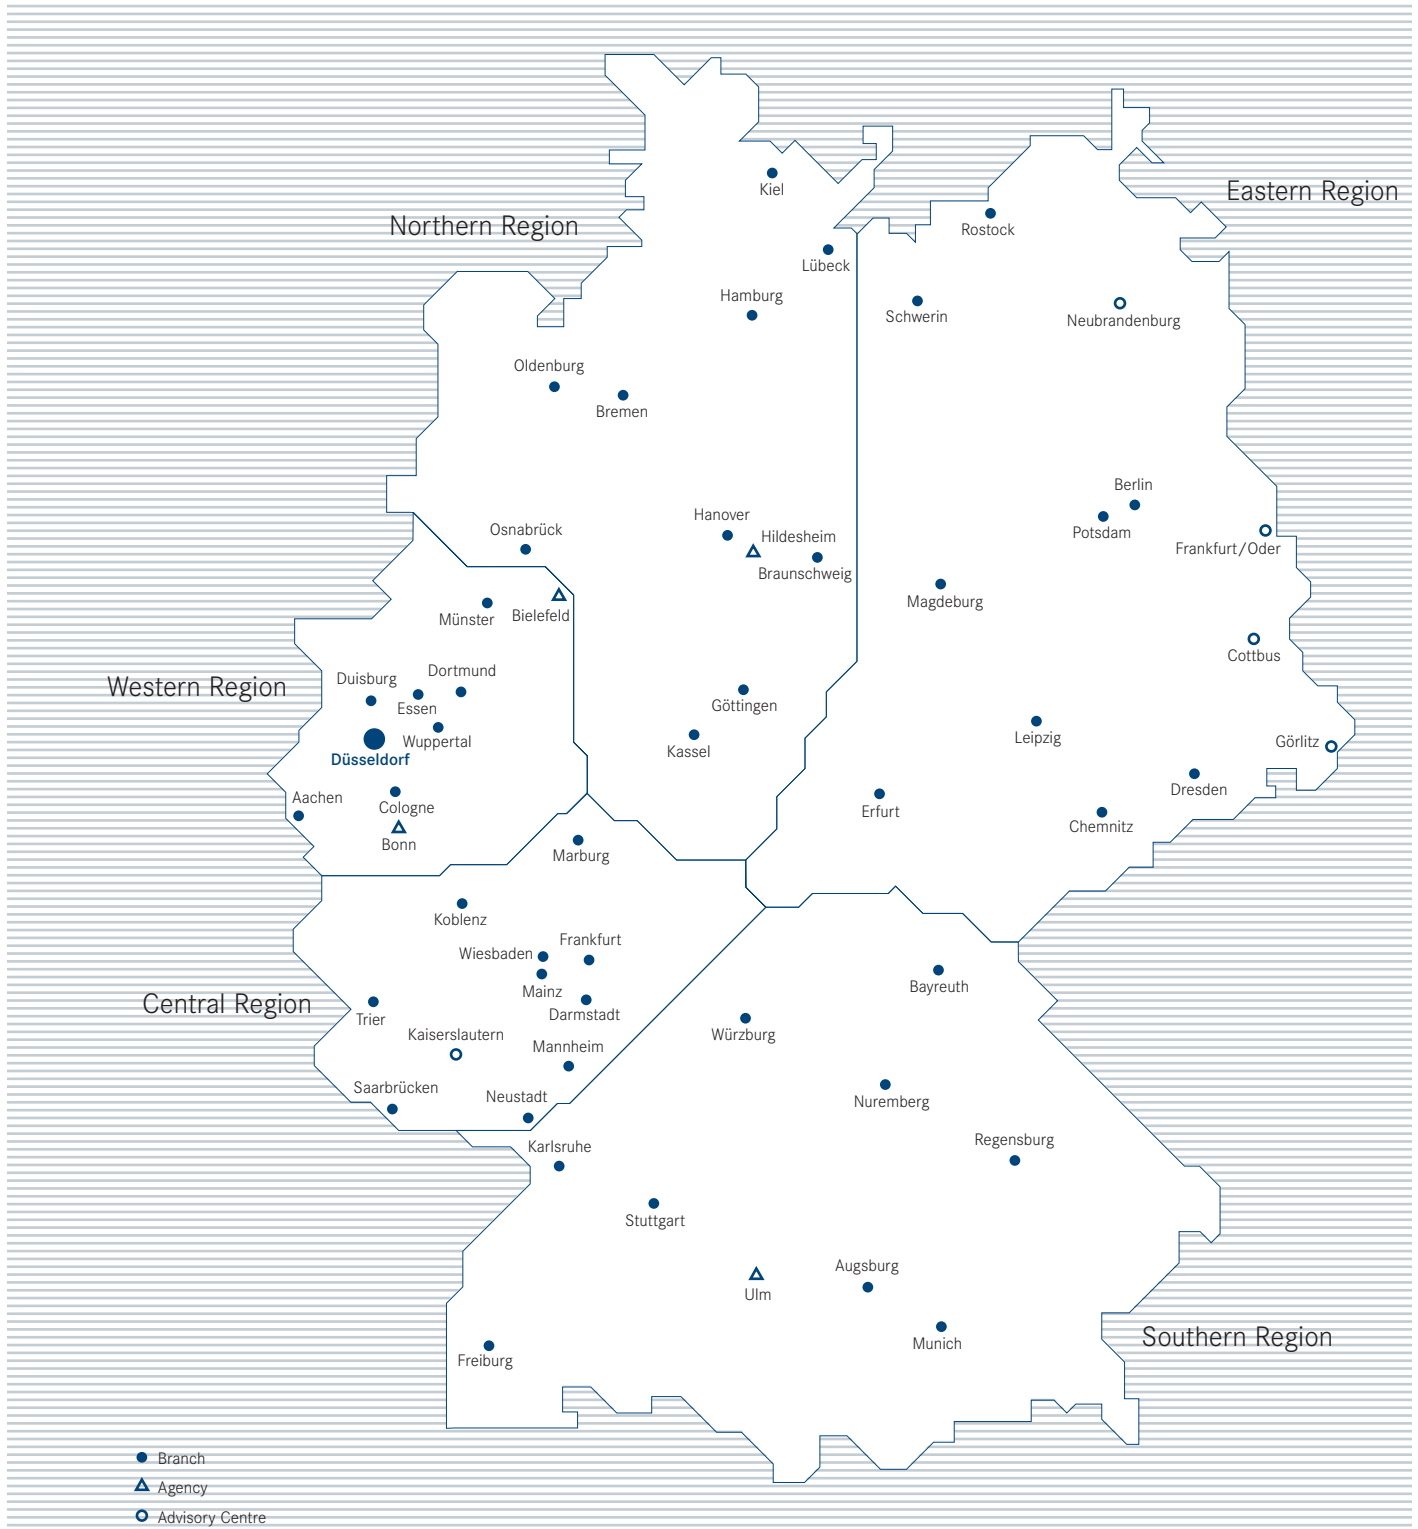 Kiel
Eastern Region
Northern Region
Rostock
Lübeck
Hamburg
Schwerin
Neubrandenburg
Oldenburg
Bremen
Berlin
Hanover
Osnabrück
Hildesheim
Potsdam
Frankfurt/Oder
Braunschweig
Magdeburg
Münster
Bielefeld
Cottbus
Dortmund
Duisburg
Western Region
Essen
Göttingen
Wuppertal
Leipzig
Görlitz
Kassel
Düsseldorf
Dresden
Aachen
Cologne
Erfurt
Chemnitz
Bonn
Marburg
Koblenz
Frankfurt
Wiesbaden
Bayreuth
Mainz
Central Region
Darmstadt
Trier
Kaiserslautern
Würzburg
Mannheim
Saarbrücken
Neustadt
Nuremberg
Regensburg
Karlsruhe
Stuttgart
Augsburg
Ulm
Southern Region
Munich
Freiburg
Branch
Agency
Advisory Centre